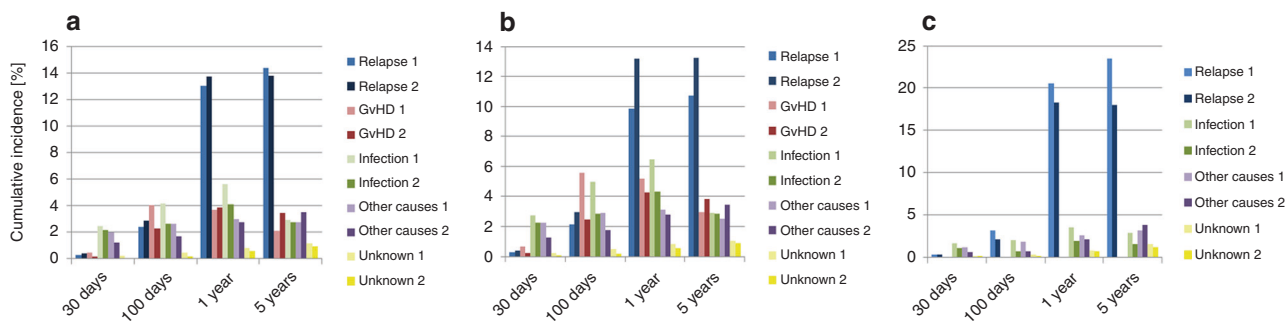 a
Cumulative incidence [%]
16
14
12
10
8
6
4
2
0
30 days
100 days
1 year
5 years
Relapse 1
Relapse 2
GvHD 1
GvHD 2
Infection 1
Infection 2
Other causes 1
Other causes 2
Unknown 1
Unknown 2
b
14
12
10
8
6
4
2
0
30 days
100 days
1 year
5 years
Relapse 1
Relapse 2
GvHD 1
GvHD 2
Infection 1
Infection 2
Other causes 1
Other causes 2
Unknown 1
Unknown 2
c
25
20
15
10
5
0
30 days
100 days
1 year
5 years
Relapse 1
Relapse 2
Infection 1
Infection 2
Other causes 1
Other causes 2
Unknown 1
Unknown 2